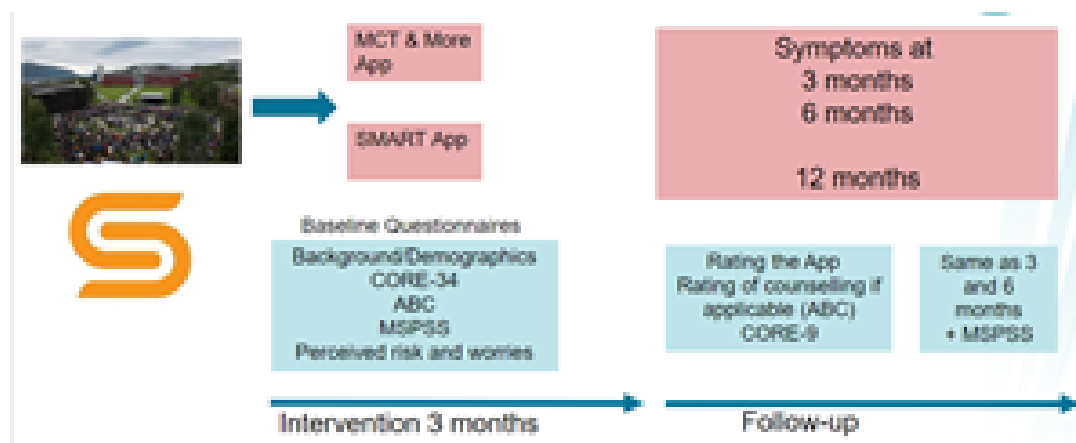 MCT & More
App
SMART App
Symptoms at
3 months
6 months
12 months
Baseline Questionnaires
Background/Demographics
CORE-34
ABC
MSPSS
Perceived risk and worries
Rating the App
Rating of counselling if
applicable (ABC)
CORE-9
Same as 3
and 6
months
+ MSPSS
Intervention 3 months
Follow-up